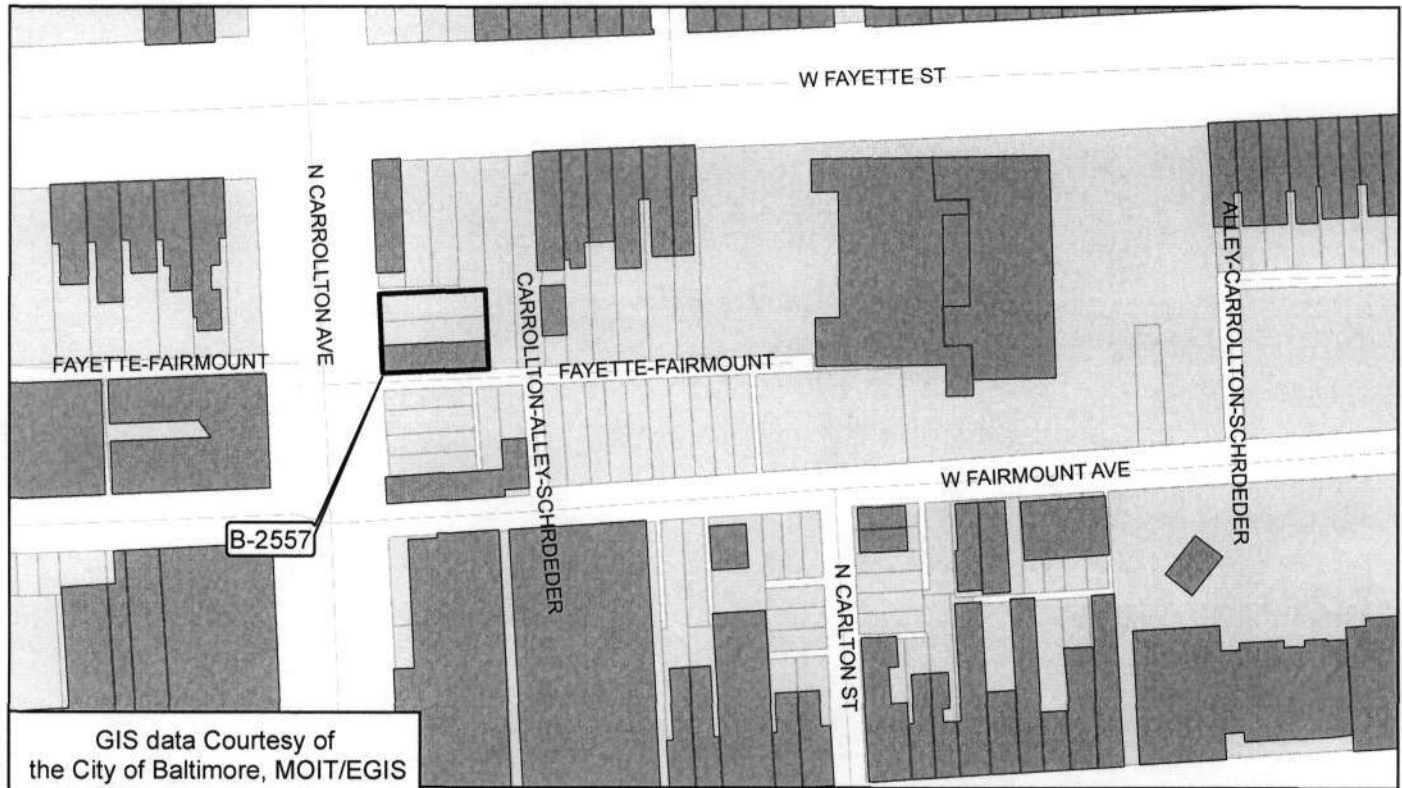 W FAYETTE ST
N CARROLLTON AVE
CARROLLTON-ALLEY-SCHRDEDER
ALLEY-CARROLLTON-SCHRDEDER
FAYETTE-FAIRMOUNT
FAYETTE-FAIRMOUNT
W FAIRMOUNT AVE
B-2557
N CARLTON ST
GIS data Courtesy of
the City of Baltimore, MOIT/EGIS